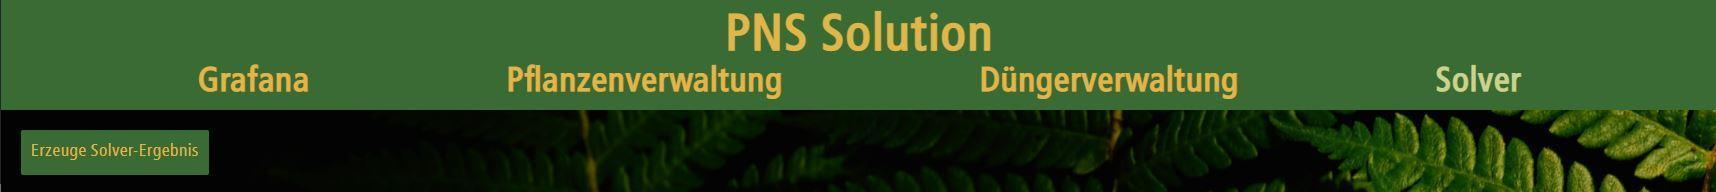 PNS Solution
Grafana Pflanzenverwaltung Düngerverwaltung Solver
Erzeuge Solver-Ergebnis